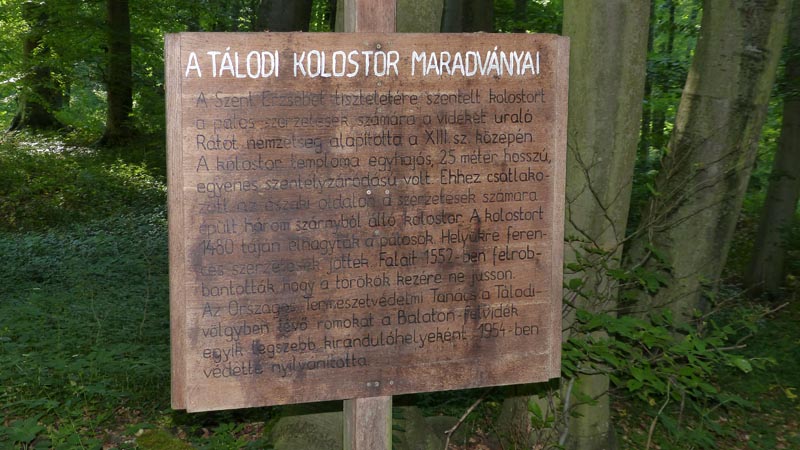 A TÁLODI KOLOSTOR MARADVÁNYAI
A Szent Erzsébet tiszteletére szentelt kolostort
a pálos szerzetesek számára a vidéket uraló
Rátót nemzetség alapította a XIII. sz. közepén.
A kolostor temploma egyhajós, 25 méter hosszú,
egyenes szentélyzáródású volt. Ehhez csatlako-
zott az északi oldalon a szerzetesek számára
épült három szárnyból álló kolostor. A kolostort
1460 táján elhagyták a pálosok. Helyükre feren-
ces szerzetesek jöttek. Falait 1552-ben felrob-
bantották hogy a törökök kezére ne jusson.
Az Országos Természetvédelmi Tanács a Tálodi-
völgyben lévő romokat a Balaton-felvidék
egyik legszebb kirándulóhelyeként 1954-ben
védetté nyilvánította.